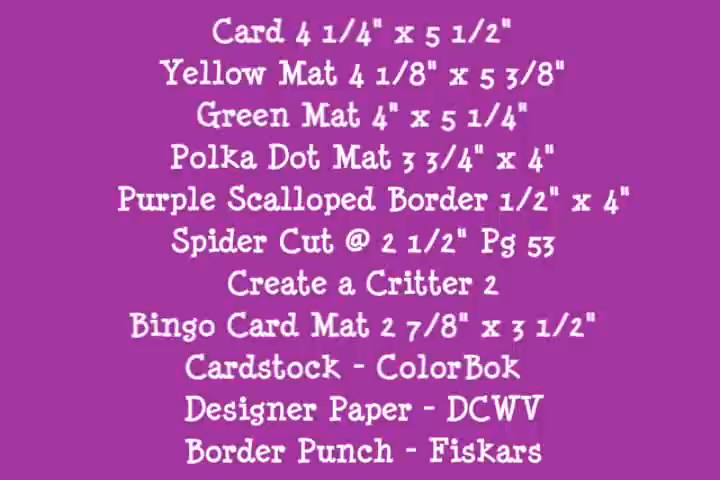 Card 4 1/4" x 5 1/2"
Yellow Mat 4 1/8" x 5 3/8"
Green Mat 4" x 5 1/4"
Polka Dot Mat 3 3/4" x 4"
Purple Scalloped Border 1/2" x 4"
Spider Cut @ 2 1/2" Pg 53
Create a Critter 2
Bingo Card Mat 2 7/8" x 3 1/2"
Cardstock - ColorBok
Designer Paper - DCWV
Border Punch - Fiskars